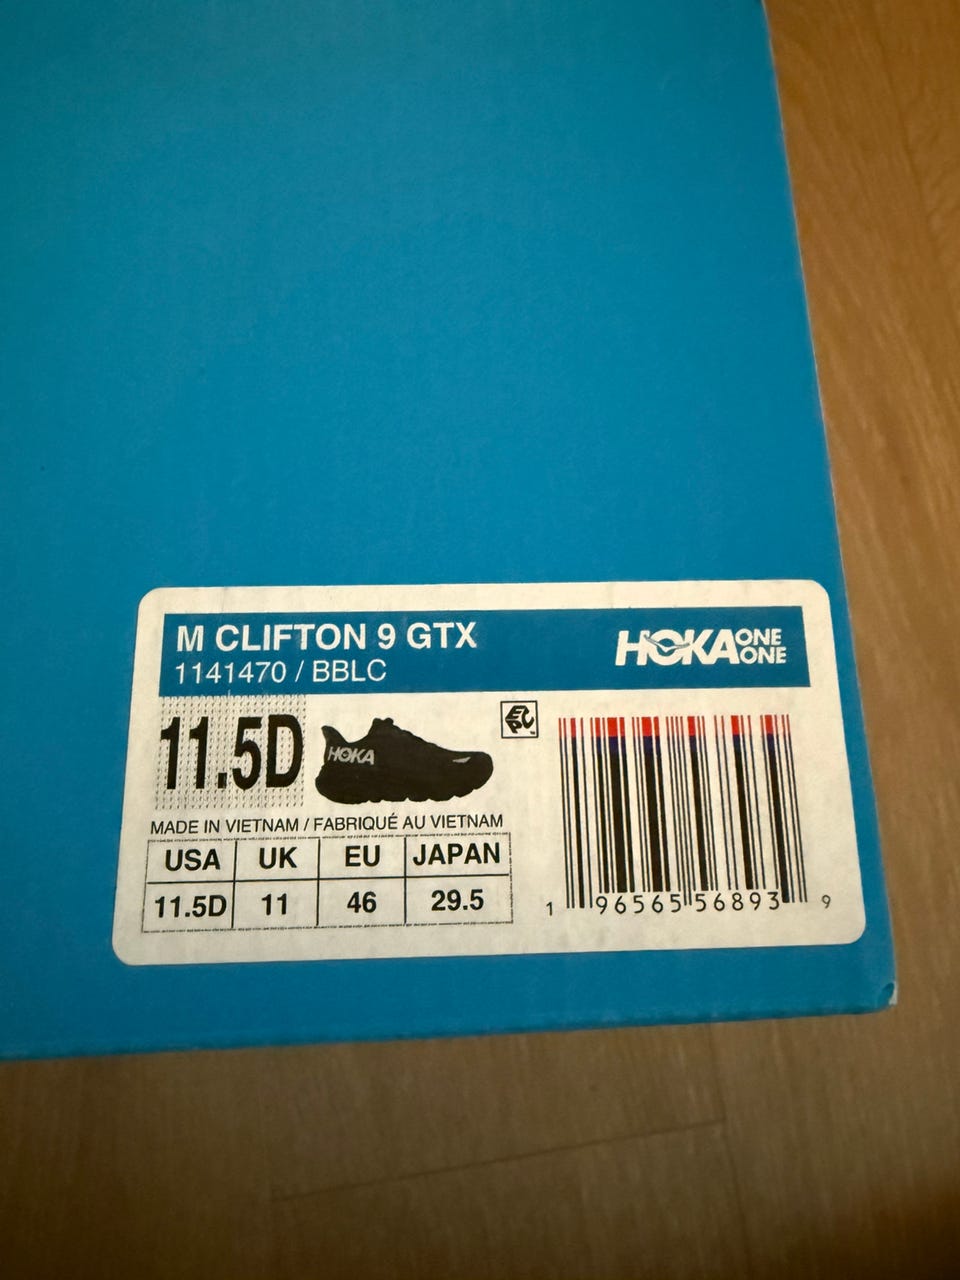 M CLIFTON 9 GTX
1141470 / BBLC
HOKA ONE ONE
11.5D
HOKA
EPC
MADE IN VIETNAM / FABRIQUÉ AU VIETNAM
USA UK EU JAPAN
11.5D 11 46 29.5
1 96565 56893 9